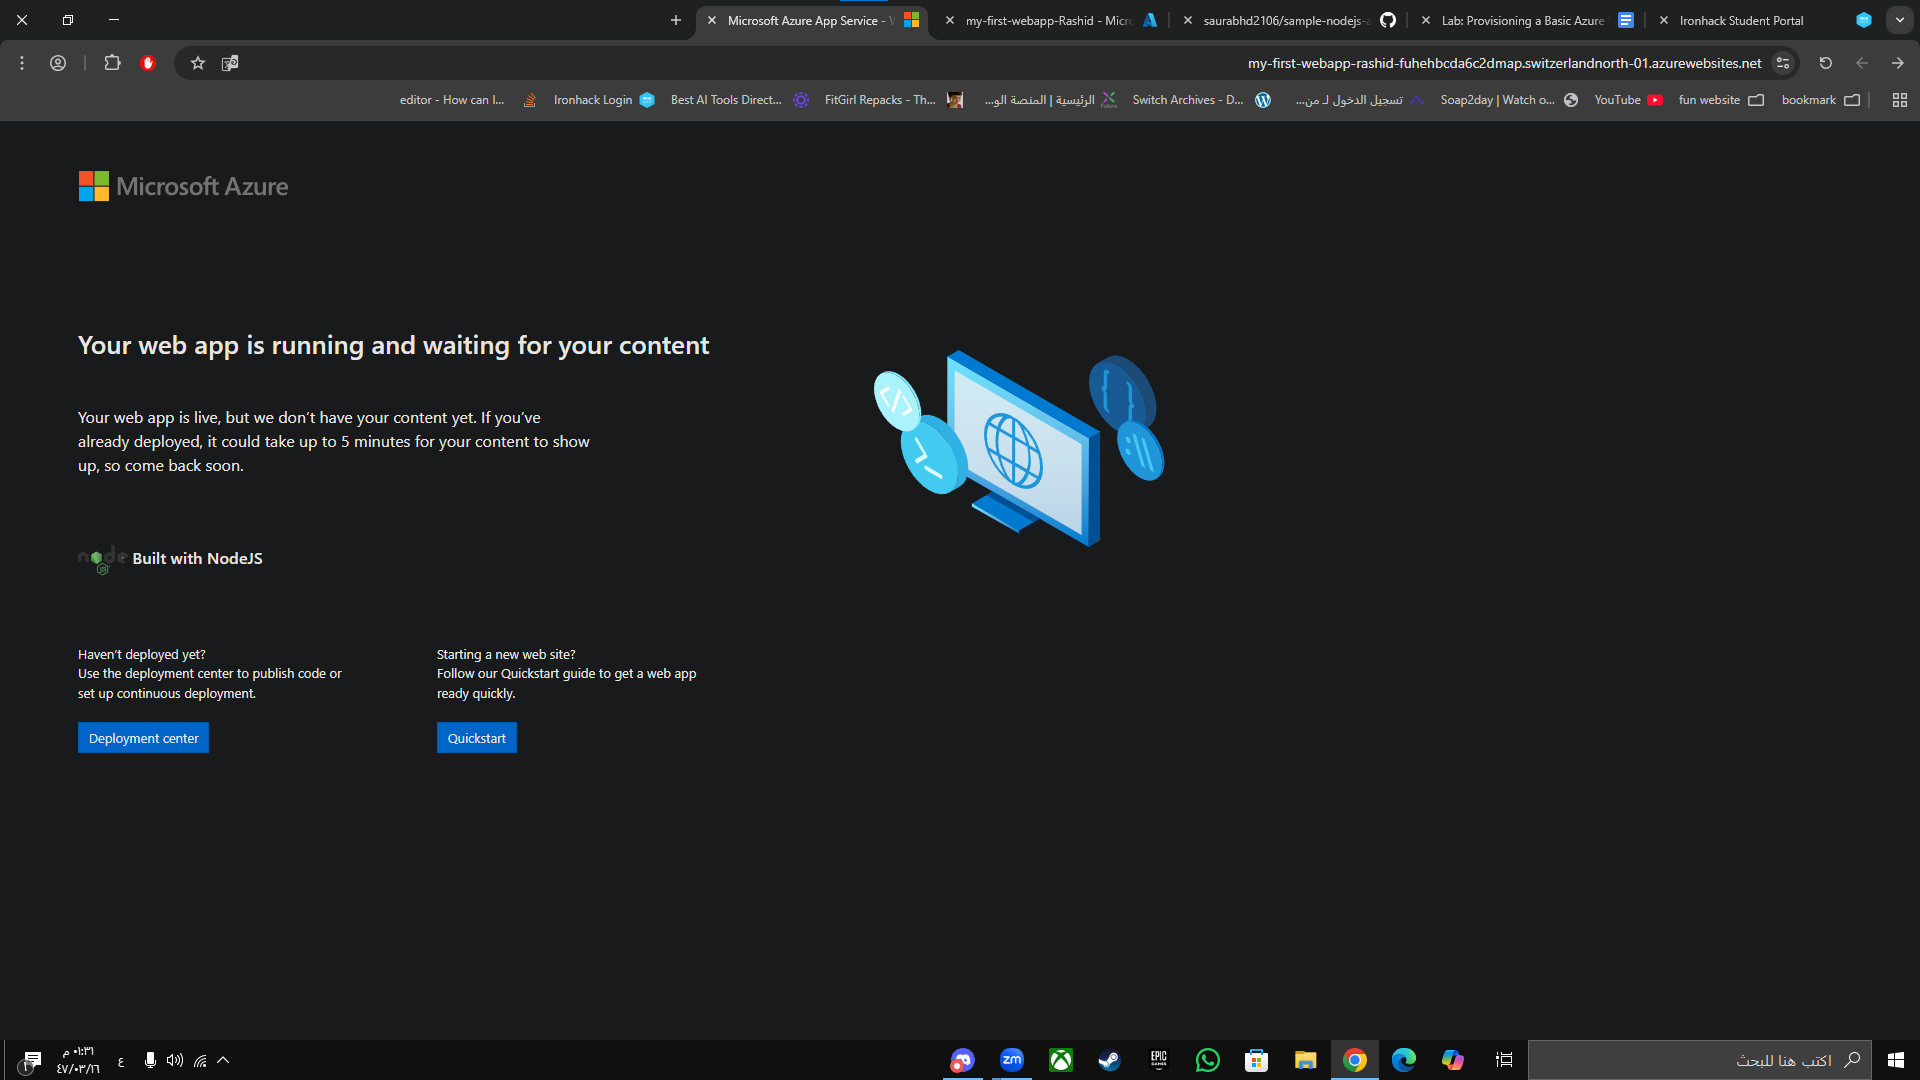 Microsoft Azure App Service - W
my-first-webapp-Rashid - Micro
saurabhd2106/sample-nodejs-a
Lab: Provisioning a Basic Azure
Ironhack Student Portal
my-first-webapp-rashid-fuhehbcda6c2dmap.switzerlandnorth-01.azurewebsites.net
editor - How can I...
Ironhack Login
Best AI Tools Direct...
FitGirl Repacks - Th...
الرئيسية | المنصة الو...
Switch Archives - D...
تسجيل الدخول لـ من...
Soap2day | Watch o...
YouTube
fun website
bookmark
Microsoft Azure
Your web app is running and waiting for your content
Your web app is live, but we don’t have your content yet. If you’ve
already deployed, it could take up to 5 minutes for your content to show
up, so come back soon.
node
JS
Built with NodeJS
Haven’t deployed yet?
Use the deployment center to publish code or
set up continuous deployment.
Deployment center
Starting a new web site?
Follow our Quickstart guide to get a web app
ready quickly.
Quickstart
٠١:٣١ م
٤٧/٠٣/١٦
ع
zm
EPIC
GAMES
اكتب هنا للبحث